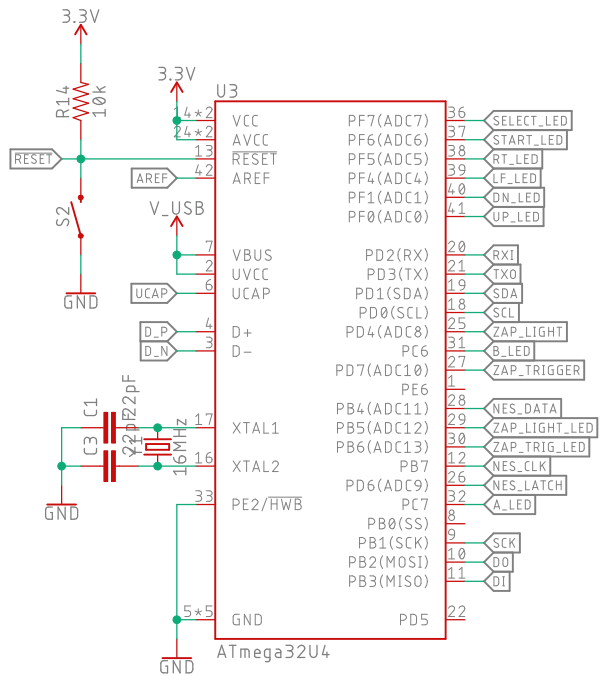 3.3V
R14
10k
RESET
S2
GND
3.3V
U3
14*2
VCC
24*2
AVCC
13
RESET
42
AREF
AREF
V_USB
7
VBUS
2
UVCC
UCAP
6
UCAP
D_P
4
D+
D_N
3
D-
C1
22pF
C3
22pF
Y1
16MHz
17
XTAL1
16
XTAL2
GND
33
PE2/HWB
5*5
GND
GND
PF7(ADC7)
36
SELECT_LED
PF6(ADC6)
37
START_LED
PF5(ADC5)
38
RT_LED
PF4(ADC4)
39
LF_LED
PF1(ADC1)
40
DN_LED
PF0(ADC0)
41
UP_LED
PD2(RX)
20
RXI
PD3(TX)
21
TXO
PD1(SDA)
19
SDA
PD0(SCL)
18
SCL
PD4(ADC8)
25
ZAP_LIGHT
PC6
31
B_LED
PD7(ADC10)
27
ZAP_TRIGGER
PE6
1
PB4(ADC11)
28
NES_DATA
PB5(ADC12)
29
ZAP_LIGHT_LED
PB6(ADC13)
30
ZAP_TRIG_LED
PB7
12
NES_CLK
PD6(ADC9)
26
NES_LATCH
PC7
32
A_LED
PB0(SS)
8
PB1(SCK)
9
SCK
PB2(MOSI)
10
DO
PB3(MISO)
11
DI
PD5
22
ATmega32U4